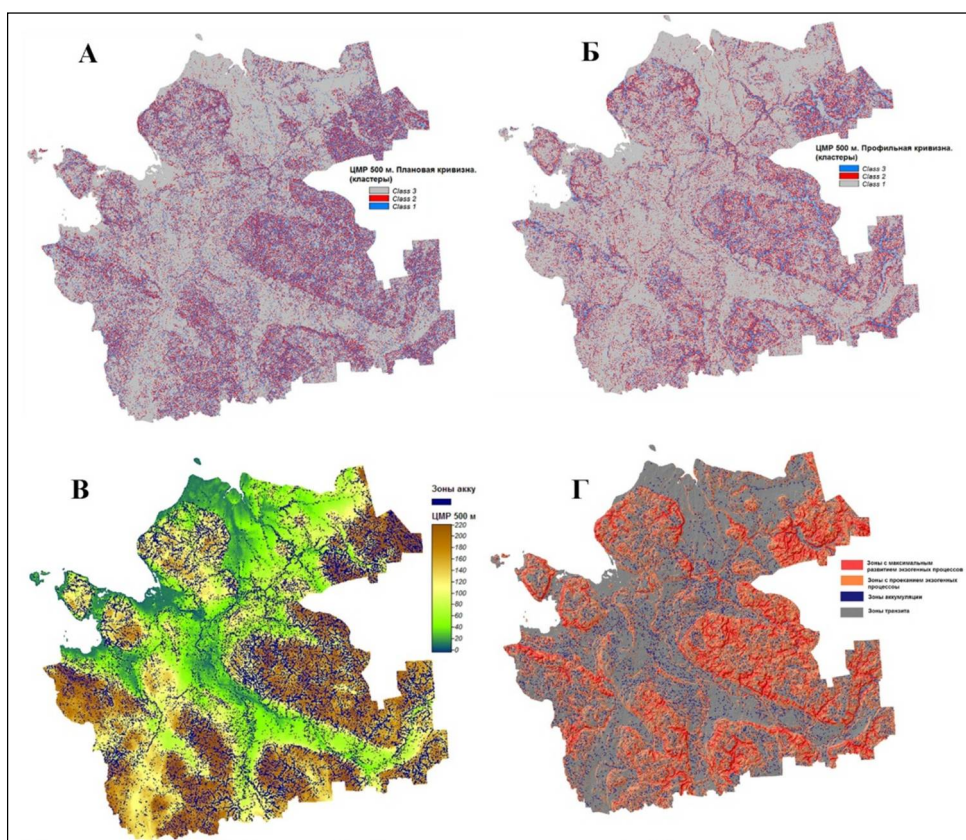 А
ЦМР 500 м. Плановая кривизна.
(кластеры)
Class 3
Class 2
Class 1
Б
ЦМР 500 м. Профильная кривизна.
(кластеры)
Class 3
Class 2
Class 1
В
Зоны акку
ЦМР 500 м
220
200
180
160
140
120
100
80
60
40
20
0
Г
Зоны с максимальным
развитием экзогенных процессов
Зоны с экзогенных
процессы
Зоны аккумуляции
Зоны транзита